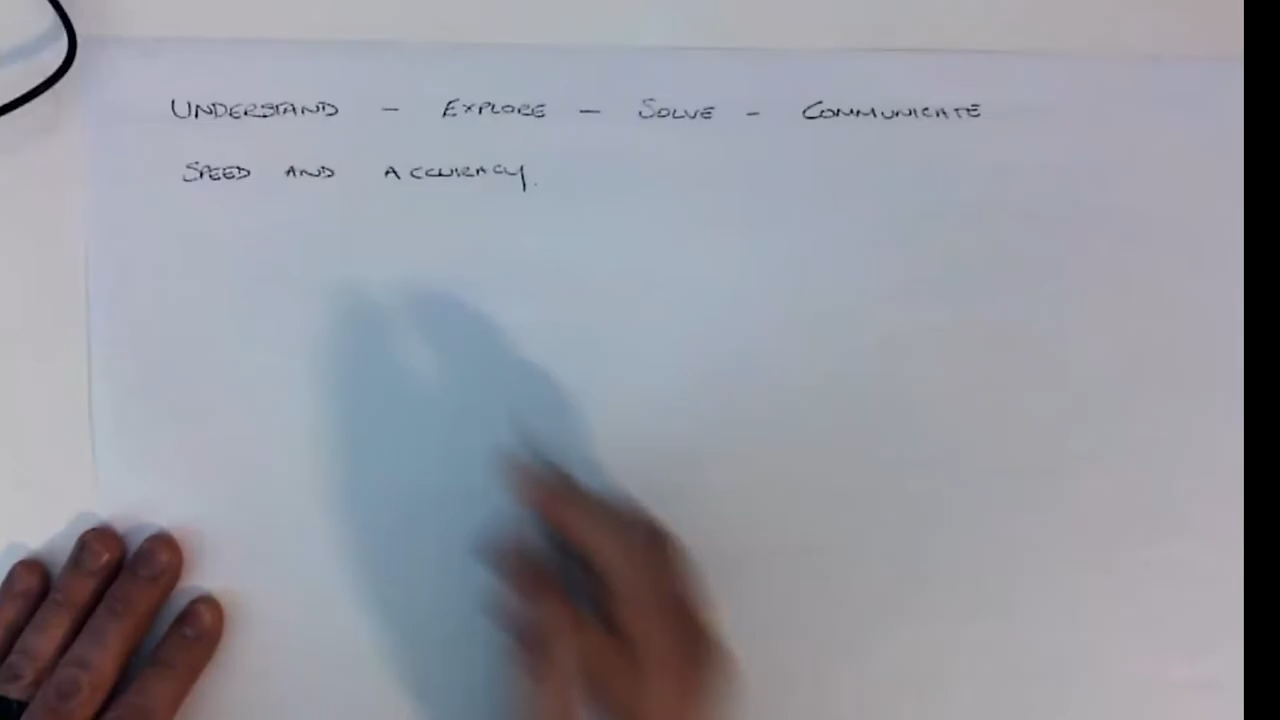 UNDERSTAND - EXPLORE - SOLVE - COMMUNICATE
SPEED AND ACCURACY.